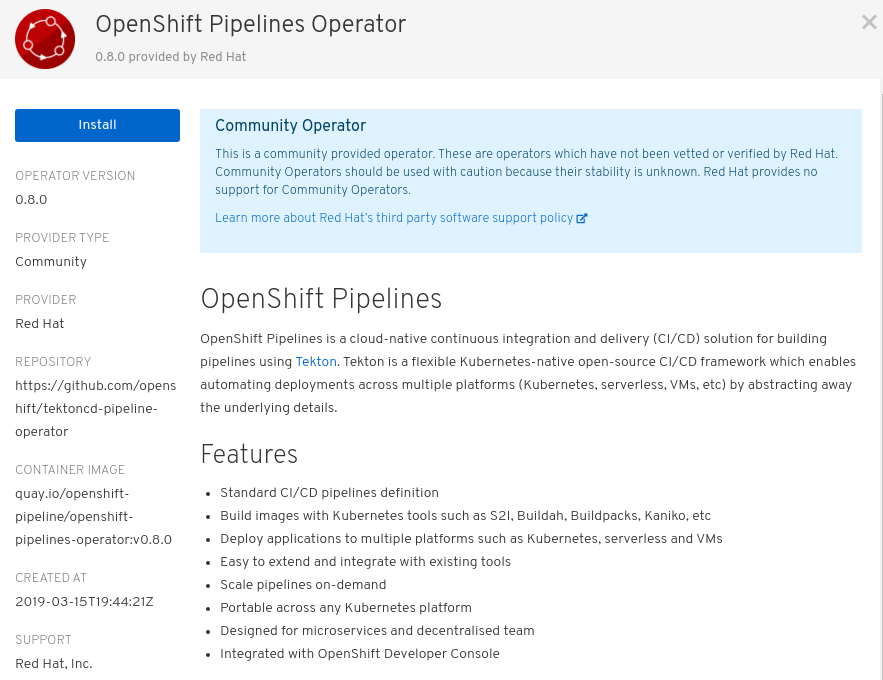 OpenShift Pipelines Operator
0.8.0 provided by Red Hat
Install
OPERATOR VERSION
0.8.0
PROVIDER TYPE
Community
PROVIDER
Red Hat
REPOSITORY
https://github.com/opens
hift/tektoncd-pipeline-
operator
CONTAINER IMAGE
quay.io/openshift-
pipeline/openshift-
pipelines-operator:v0.8.0
CREATED AT
2019-03-15T19:44:21Z
SUPPORT
Red Hat, Inc.
Community Operator
This is a community provided operator. These are operators which have not been vetted or verified by Red Hat.
Community Operators should be used with caution because their stability is unknown. Red Hat provides no
support for Community Operators.
Learn more about Red Hat's third party software support policy
OpenShift Pipelines
OpenShift Pipelines is a cloud-native continuous integration and delivery (CI/CD) solution for building
pipelines using Tekton. Tekton is a flexible Kubernetes-native open-source CI/CD framework which enables
automating deployments across multiple platforms (Kubernetes, serverless, VMs, etc) by abstracting away
the underlying details.
Features
• Standard CI/CD pipelines definition
• Build images with Kubernetes tools such as S2I, Buildah, Buildpacks, Kaniko, etc
• Deploy applications to multiple platforms such as Kubernetes, serverless and VMs
• Easy to extend and integrate with existing tools
• Scale pipelines on-demand
• Portable across any Kubernetes platform
• Designed for microservices and decentralised team
• Integrated with OpenShift Developer Console